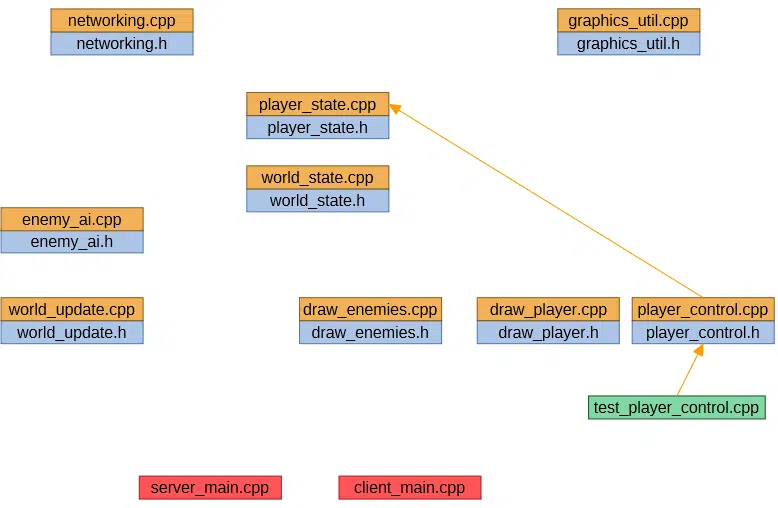 networking.cpp
networking.h
graphics_util.cpp
graphics_util.h
player_state.cpp
player_state.h
world_state.cpp
world_state.h
enemy_ai.cpp
enemy_ai.h
world_update.cpp
world_update.h
draw_enemies.cpp
draw_enemies.h
draw_player.cpp
draw_player.h
player_control.cpp
player_control.h
test_player_control.cpp
server_main.cpp
client_main.cpp